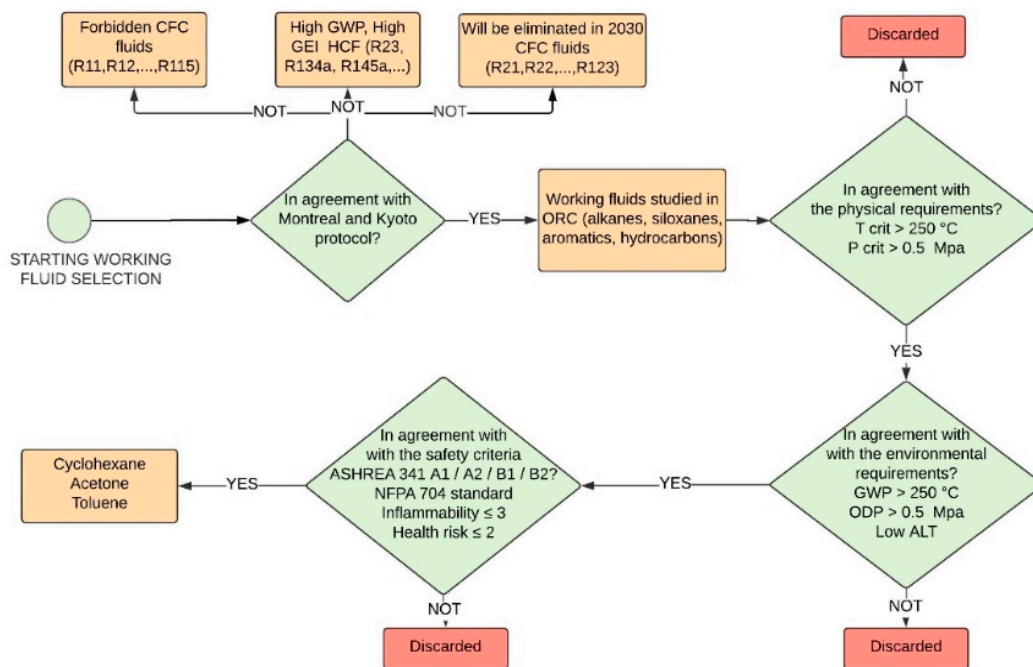 Forbidden CFC
fluids
(R11,R12,...,R115)
High GWP, High
GEI HCF (R23,
R134a, R145a,...)
Will be eliminated in 2030
CFC fluids
(R21,R22,...,R123)
Discarded
NOT
NOT
NOT
NOT
In agreement with
Montreal and Kyoto
protocol?
YES
Working fluids studied in
ORC (alkanes, siloxanes,
aromatics, hydrocarbons)
In agreement with
the physical requirements?
T crit > 250 °C
P crit > 0.5 Mpa
STARTING WORKING
FLUID SELECTION
YES
In agreement with
with the environmental
requirements?
GWP > 250 °C
ODP > 0.5 Mpa
Low ALT
YES
In agreement with
with the safety criteria
ASHREA 341 A1 / A2 / B1 / B2?
NFPA 704 standard
Inflammability ≤ 3
Health risk ≤ 2
YES
Cyclohexane
Acetone
Toluene
NOT
Discarded
NOT
Discarded